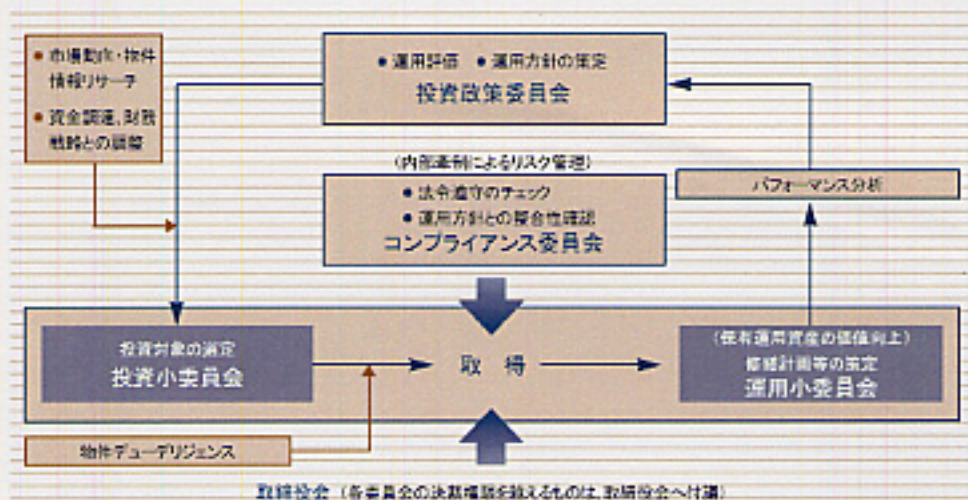 ● 市場動向・物件
情報リサーチ
● 資金調達、財務
戦略との調整
● 運用評価 ● 運用方針の策定
投資政策委員会
(内部牽制によるリスク管理)
● 法令遵守のチェック
● 運用方針との整合性確認
コンプライアンス委員会
パフォーマンス分析
投資対象の選定
投資小委員会
取 得
(保有運用資産の価値向上)
修繕計画等の策定
運用小委員会
物件デューデリジェンス
取締役会 (各委員会の決裁権限を越えるものは、取締役会へ付議)